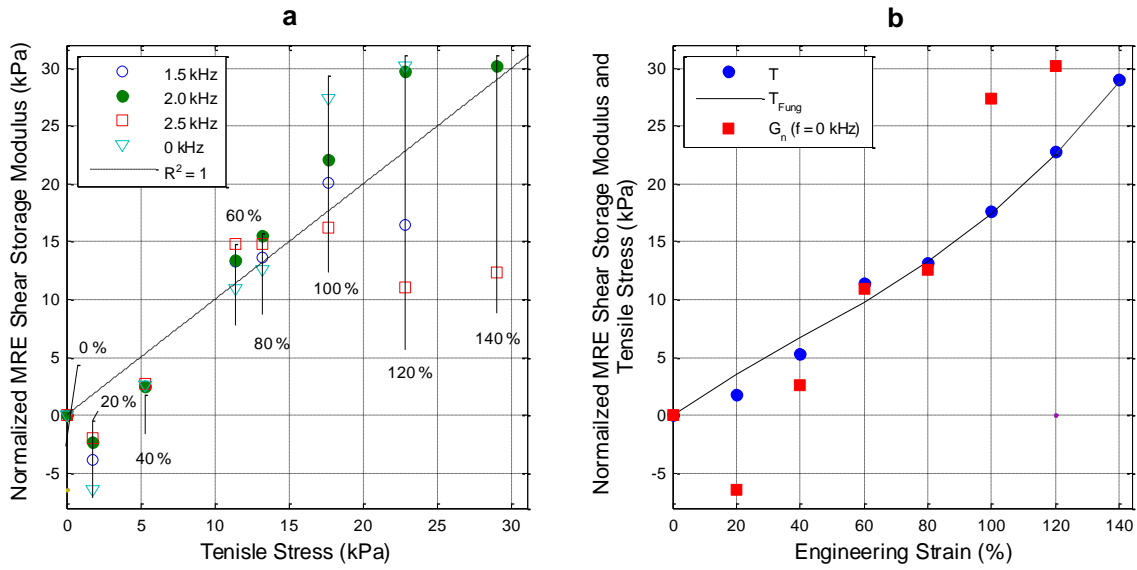 a
Normalized MRE Shear Storage Modulus (kPa)
30
25
20
15
10
5
0
-5
1.5 kHz
2.0 kHz
2.5 kHz
0 kHz
R² = 1
0 %
20 %
40 %
60 %
80 %
100 %
120 %
140 %
0 5 10 15 20 25 30
Tenisle Stress (kPa)
b
Normailzed MRE Shear Storage Modulus and
Tensile Stress (kPa)
30
25
20
15
10
5
0
-5
T
T_Fung
G_n (f = 0 kHz)
0 20 40 60 80 100 120 140
Engineering Strain (%)